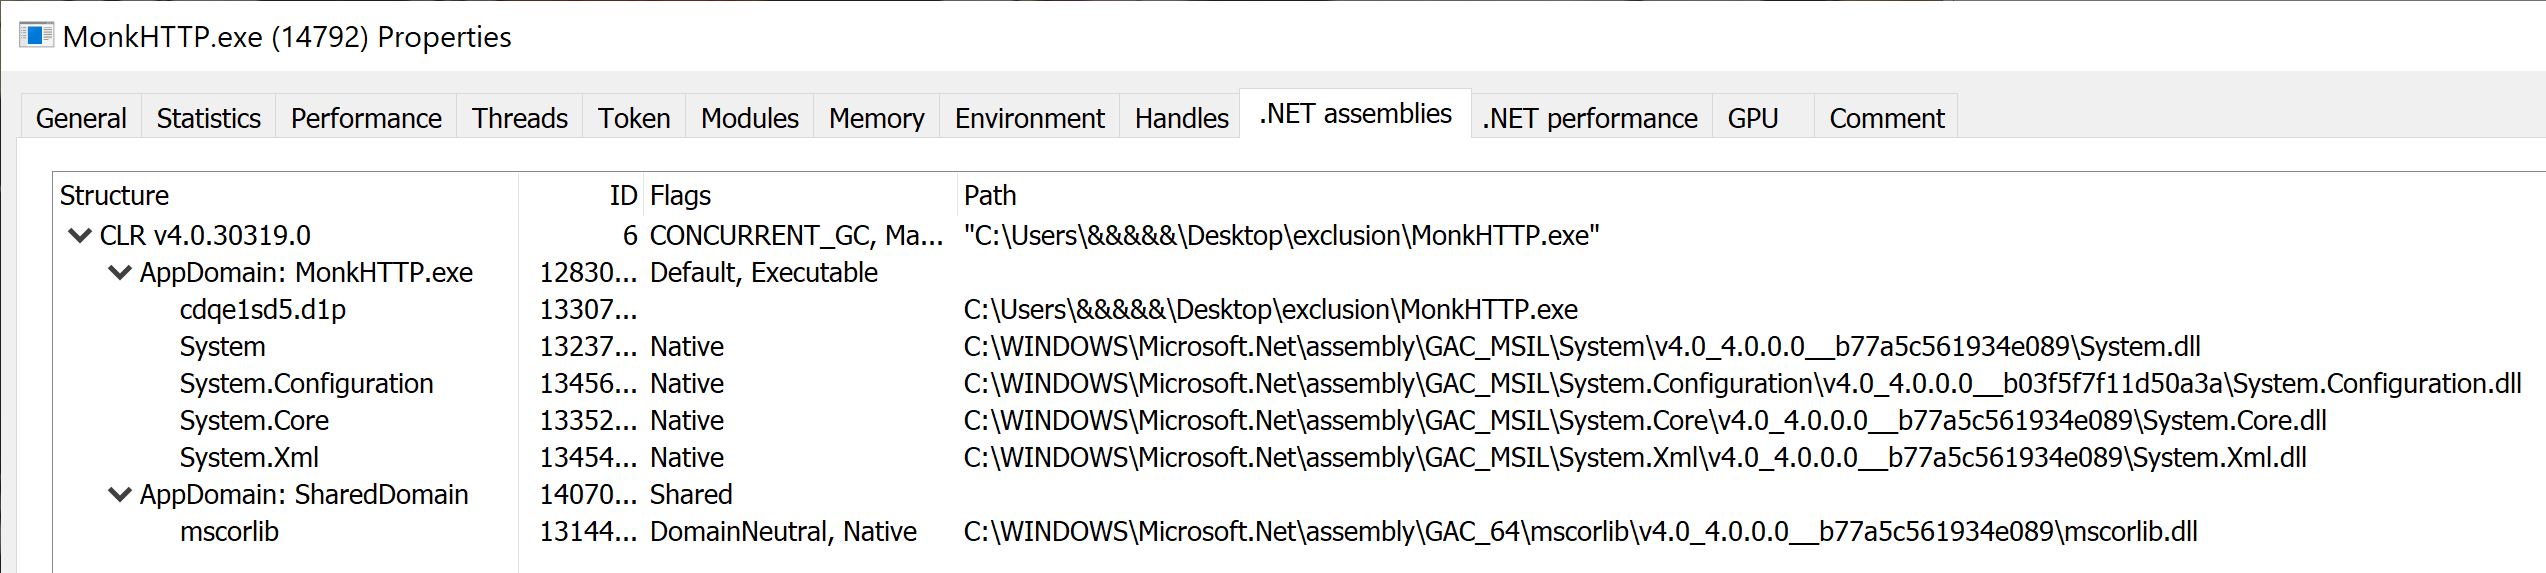 MonkHTTP.exe (14792) Properties
General Statistics Performance Threads Token Modules Memory Environment Handles .NET assemblies .NET performance GPU Comment
Structure ID Flags Path
CLR v4.0.30319.0 6 CONCURRENT_GC, Ma... "C:\Users\&&&&&\Desktop\exclusion\MonkHTTP.exe"
AppDomain: MonkHTTP.exe 12830... Default, Executable
cdqe1sd5.d1p 13307... C:\Users\&&&&&\Desktop\exclusion\MonkHTTP.exe
System 13237... Native C:\WINDOWS\Microsoft.Net\assembly\GAC_MSIL\System\v4.0_4.0.0.0__b77a5c561934e089\System.dll
System.Configuration 13456... Native C:\WINDOWS\Microsoft.Net\assembly\GAC_MSIL\System.Configuration\v4.0_4.0.0.0__b03f5f7f11d50a3a\System.Configuration.dll
System.Core 13352... Native C:\WINDOWS\Microsoft.Net\assembly\GAC_MSIL\System.Core\v4.0_4.0.0.0__b77a5c561934e089\System.Core.dll
System.Xml 13454... Native C:\WINDOWS\Microsoft.Net\assembly\GAC_MSIL\System.Xml\v4.0_4.0.0.0__b77a5c561934e089\System.Xml.dll
AppDomain: SharedDomain 14070... Shared
mscorlib 13144... DomainNeutral, Native C:\WINDOWS\Microsoft.Net\assembly\GAC_64\mscorlib\v4.0_4.0.0.0__b77a5c561934e089\mscorlib.dll